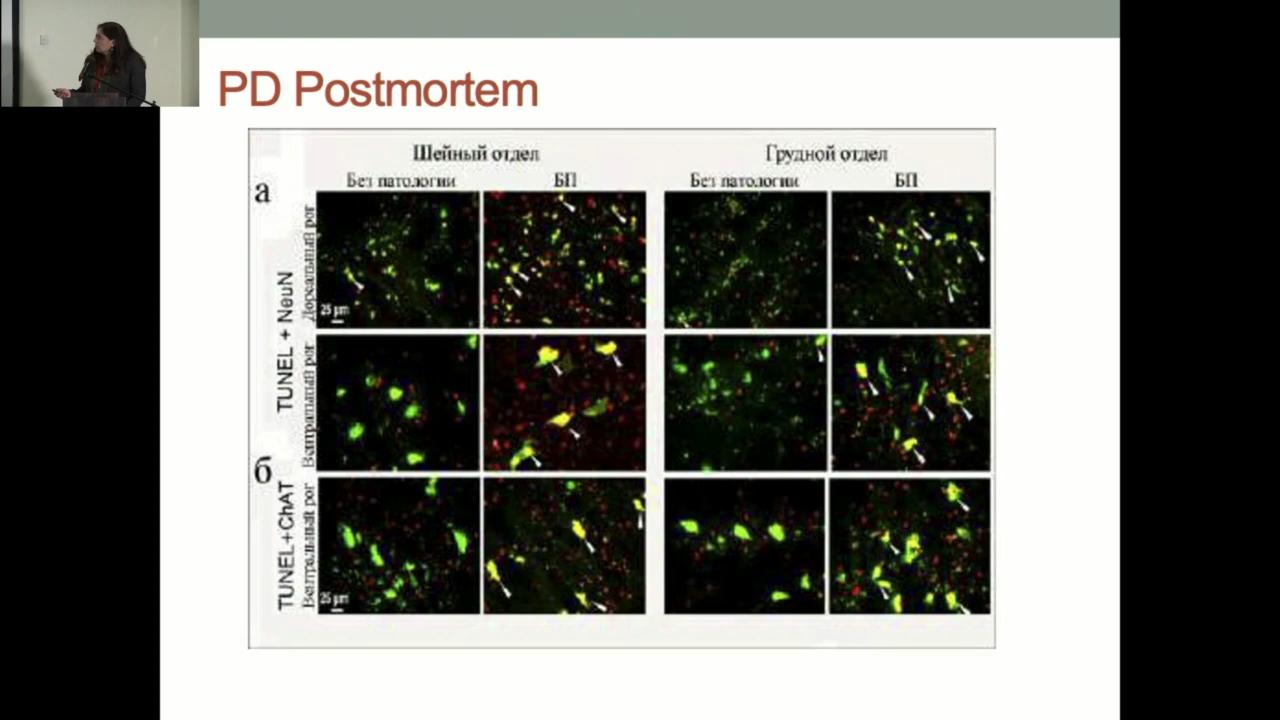 PD Postmortem
Шейный отдел
Грудной отдел
Без патологии
БП
Без патологии
БП
а
TUNEL + NeuN
Дорсальный рог
25 µm
Вентральный рог
б
TUNEL+ChAT
Вентральный рог
25 µm